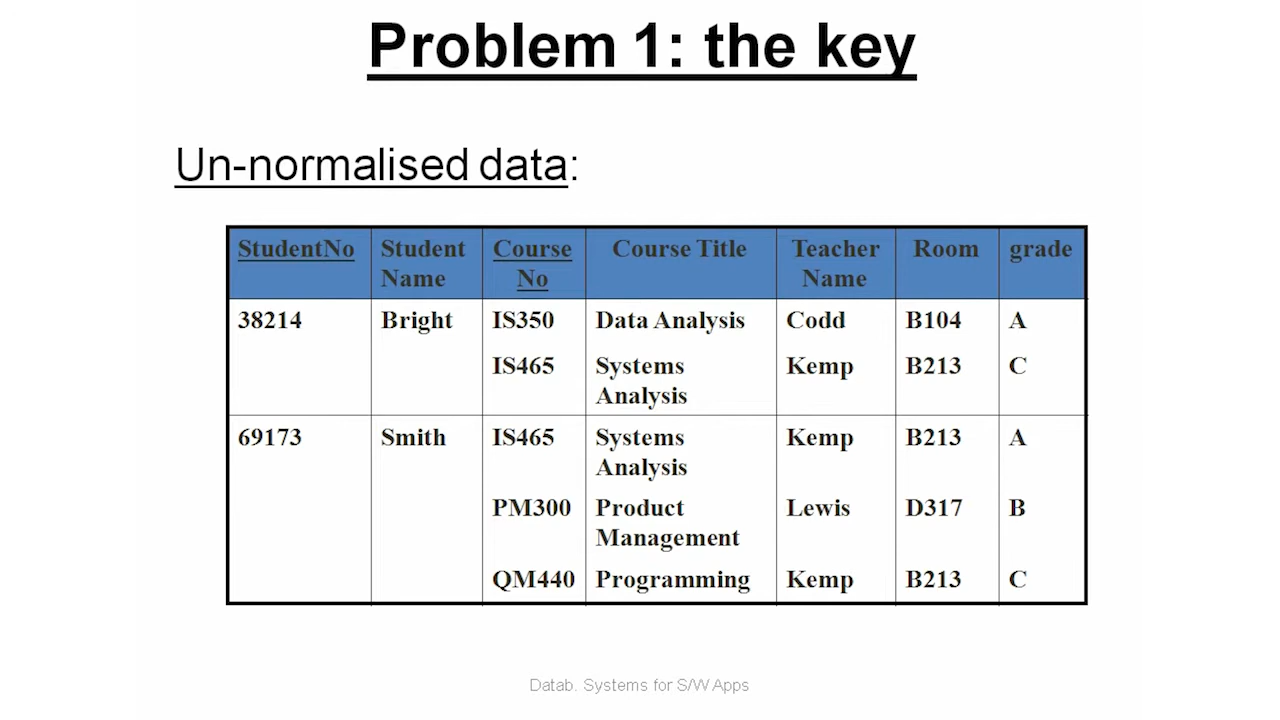 Problem 1: the key
Un-normalised data:
StudentNo Student Name Course No Course Title Teacher Name Room grade
38214 Bright IS350 Data Analysis Codd B104 A
IS465 Systems Analysis Kemp B213 C
69173 Smith IS465 Systems Analysis Kemp B213 A
PM300 Product Management Lewis D317 B
QM440 Programming Kemp B213 C
Datab. Systems for S/W Apps